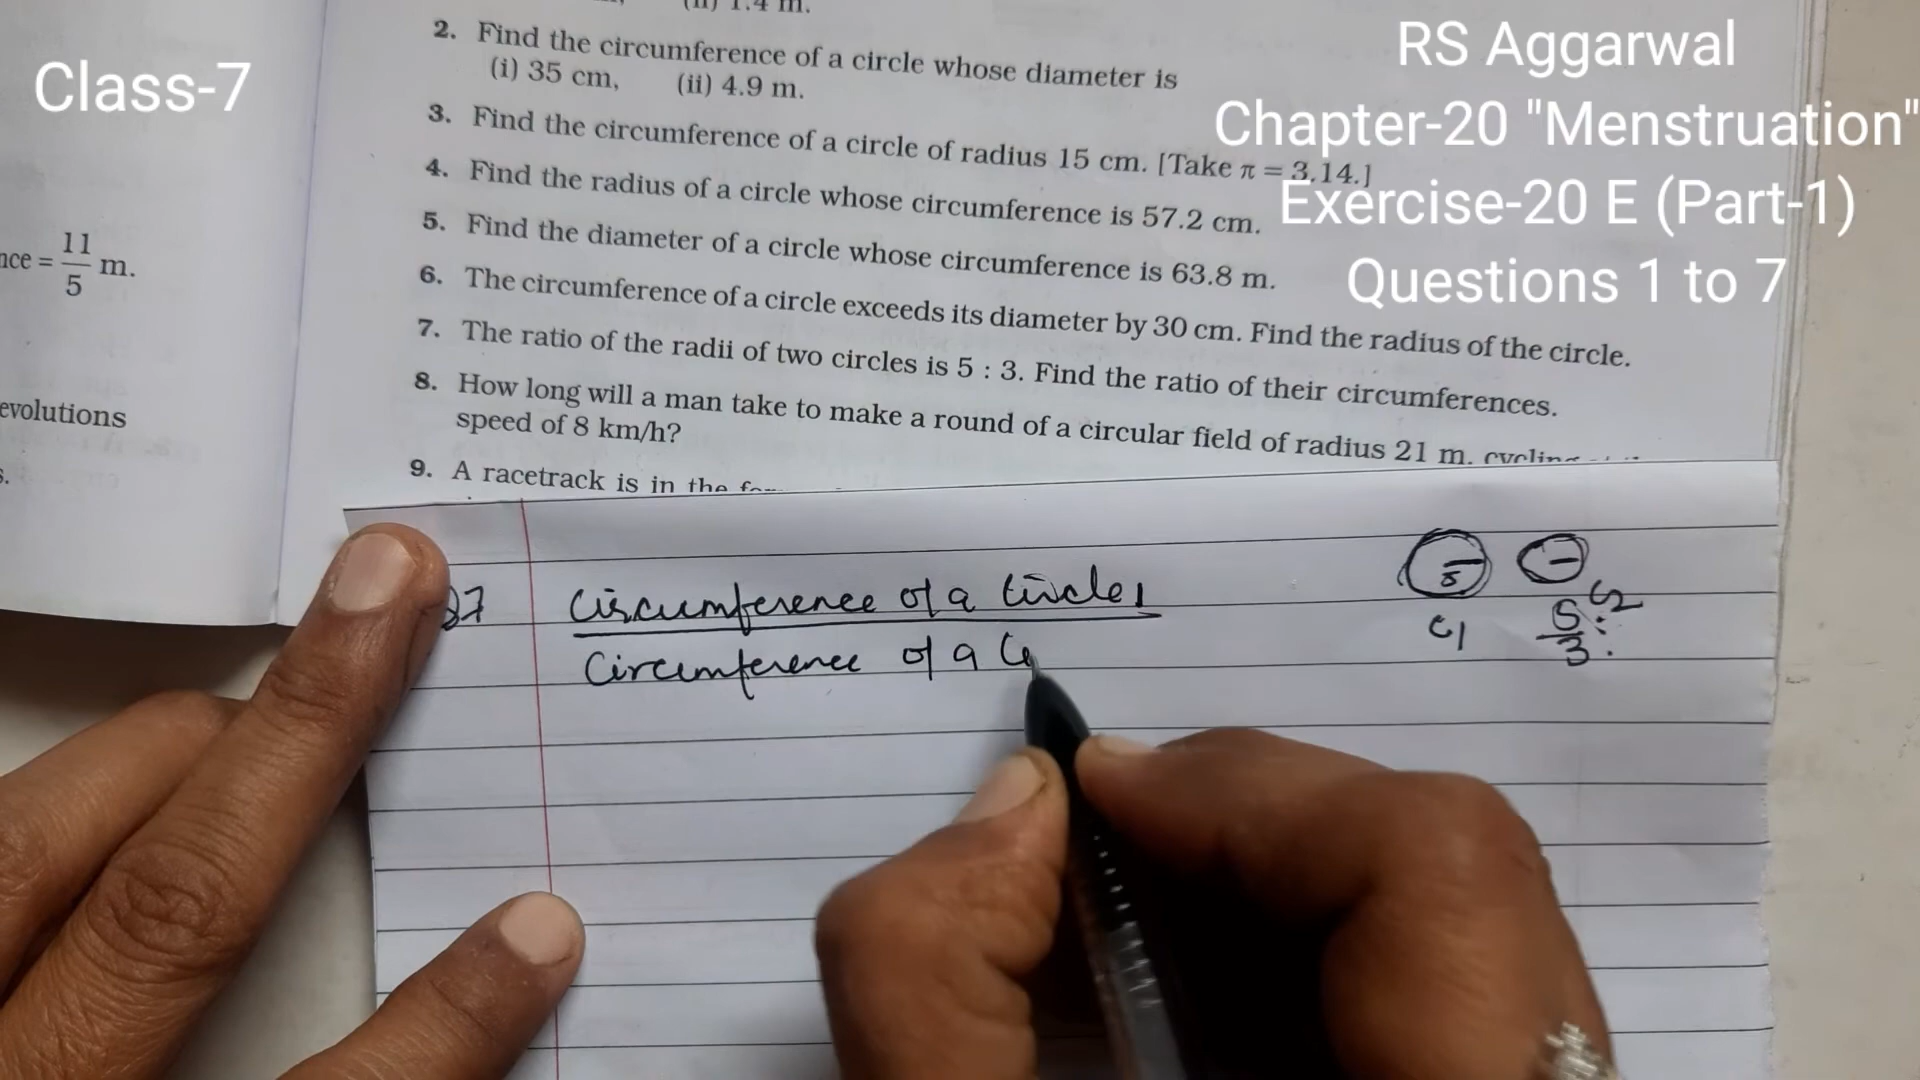 (ii) 1.4 m.
2. Find the circumference of a circle whose diameter is
(i) 35 cm, (ii) 4.9 m.
3. Find the circumference of a circle of radius 15 cm. [Take π = 3.14.]
4. Find the radius of a circle whose circumference is 57.2 cm.
5. Find the diameter of a circle whose circumference is 63.8 m.
6. The circumference of a circle exceeds its diameter by 30 cm. Find the radius of the circle.
7. The ratio of the radii of two circles is 5 : 3. Find the ratio of their circumferences.
8. How long will a man take to make a round of a circular field of radius 21 m, cycling
speed of 8 km/h?
9. A racetrack is in the
Class-7
RS Aggarwal
Chapter-20 "Menstruation"
Exercise-20 E (Part-1)
Questions 1 to 7
nce = 11/5 m.
evolutions
s.
37 Circumference of a Circle 1
Circumference of a C
5
C1
5 : 
3